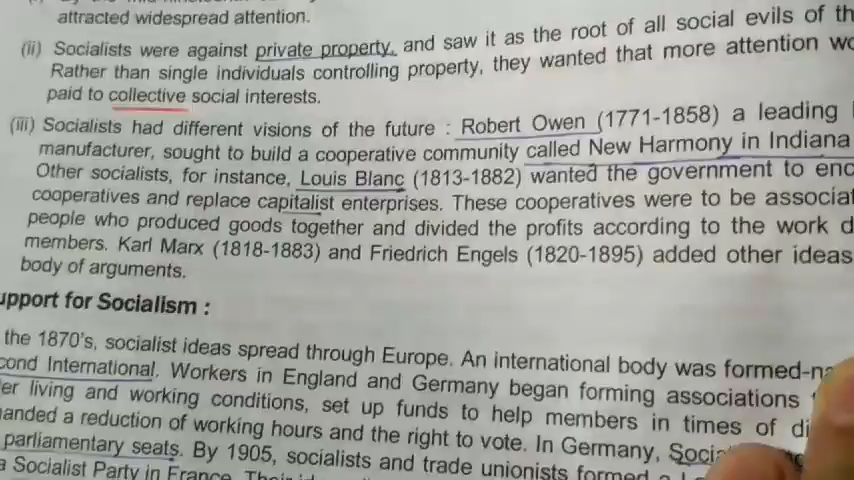 attracted widespread attention.
(ii) Socialists were against private property, and saw it as the root of all social evils of
Rather than single individuals controlling property, they wanted that more attention
paid to collective social interests.
(iii) Socialists had different visions of the future : Robert Owen (1771-1858) a leading
manufacturer, sought to build a cooperative community called New Harmony in Indiana
Other socialists, for instance, Louis Blanc (1813-1882) wanted the government to
cooperatives and replace capitalist enterprises. These cooperatives were to be
people who produced goods together and divided the profits according to the work
members. Karl Marx (1818-1883) and Friedrich Engels (1820-1895) added other ideas
body of arguments.
upport for Socialism :
the 1870's, socialist ideas spread through Europe. An international body was formed-
cond International. Workers in England and Germany began forming associations
er living and working conditions, set up funds to help members in times of
anded a reduction of working hours and the right to vote. In Germany,
parliamentary seats. By 1905, socialists and trade unionists formed a
a Socialist Party in France.